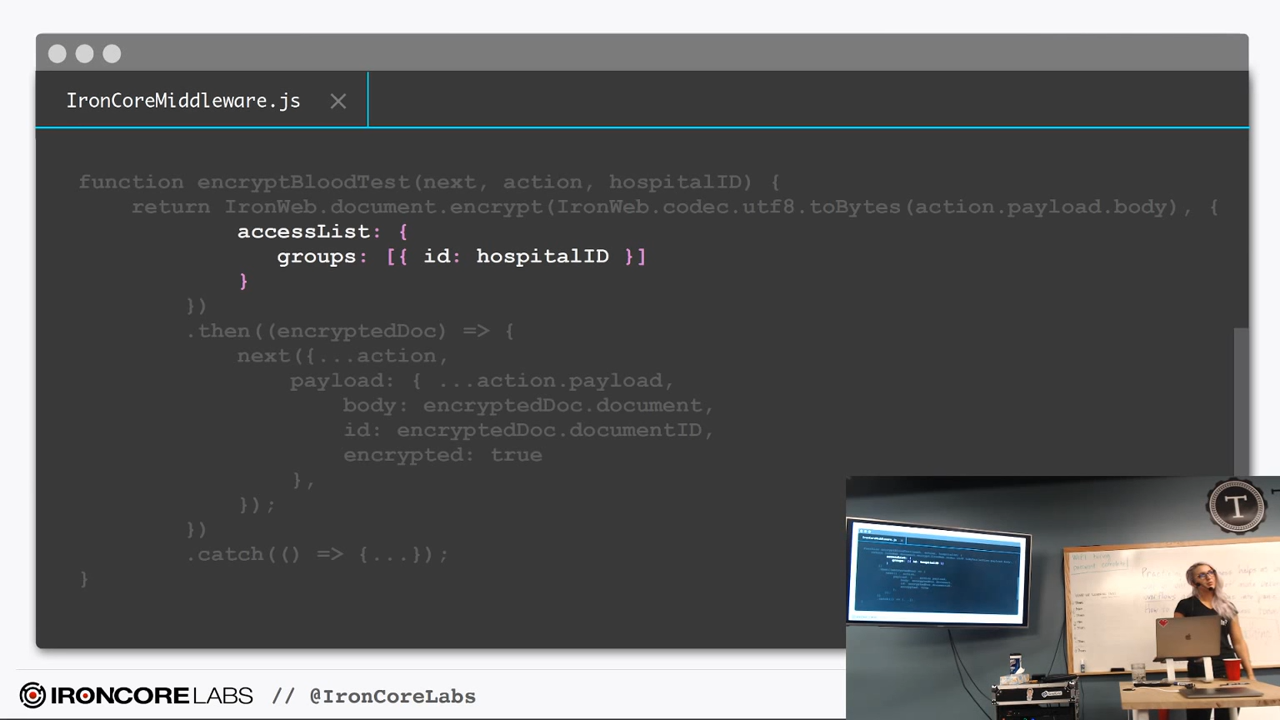 IronCoreMiddleware.js ×
function encryptBloodTest(next, action, hospitalID) {
return IronWeb.document.encrypt(IronWeb.codec.utf8.toBytes(action.payload.body), {
accessList: {
groups: [{ id: hospitalID }]
}
})
.then((encryptedDoc) => {
next({...action,
payload: { ...action.payload,
body: encryptedDoc.document,
id: encryptedDoc.documentID,
encrypted: true
},
});
})
.catch(() => {...});
}
IRONCORE LABS // @IronCoreLabs
T